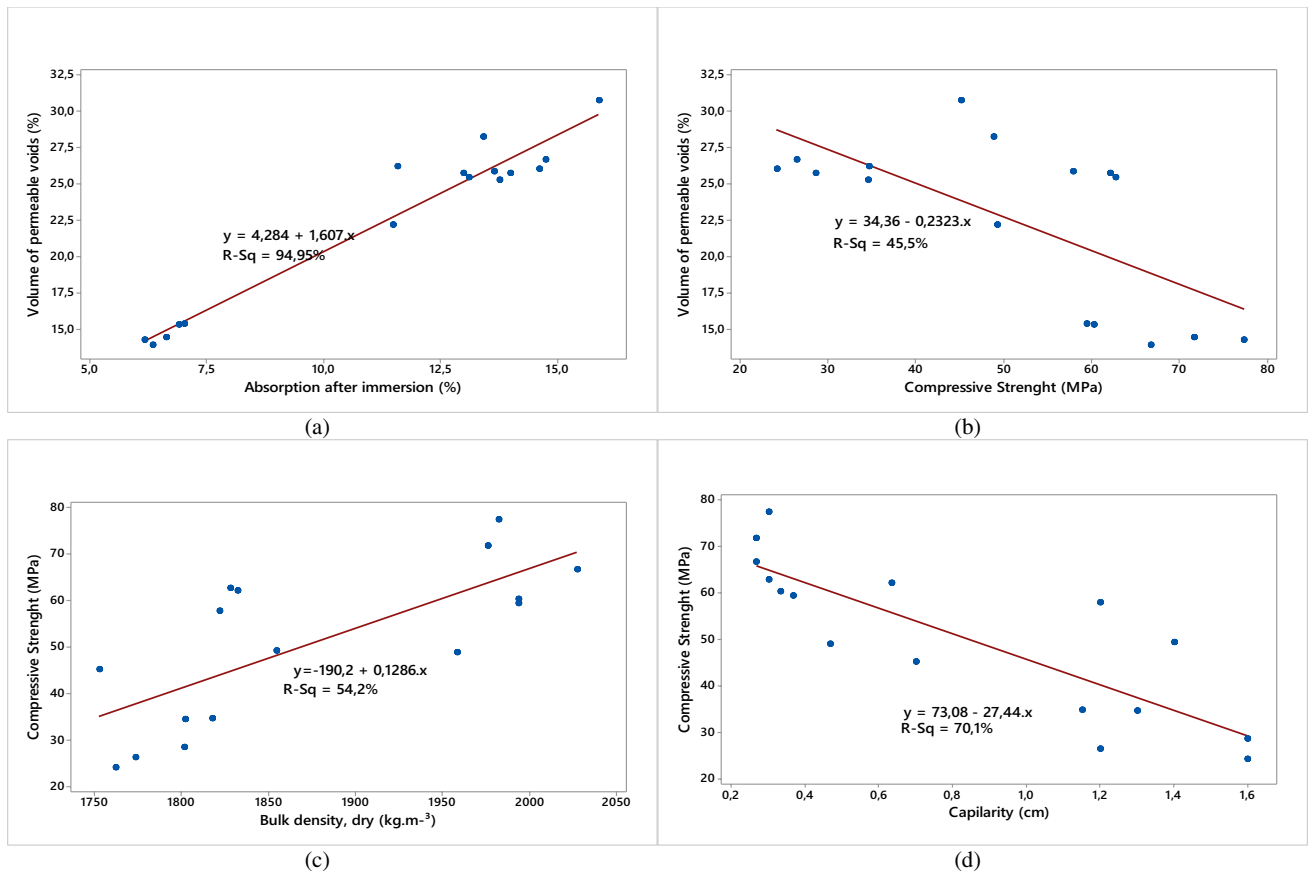 32,5
30,0
27,5
25,0
22,5
20,0
17,5
15,0
Volume of permeable voids (%)
y = 4,284 + 1,607.x
R-Sq = 94,95%
5,0 7,5 10,0 12,5 15,0
Absorption after immersion (%)
(a)
32,5
30,0
27,5
25,0
22,5
20,0
17,5
15,0
Volume of permeable voids (%)
y = 34,36 - 0,2323.x
R-Sq = 45,5%
20 30 40 50 60 70 80
Compressive Strenght (MPa)
(b)
80
70
60
50
40
30
20
Compressive Strenght (MPa)
y=-190,2 + 0,1286.x
R-Sq = 54,2%
1750 1800 1850 1900 1950 2000 2050
Bulk density, dry (kg.m-³)
(c)
80
70
60
50
40
30
20
Compressive Strenght (MPa)
y = 73,08 - 27,44.x
R-Sq = 70,1%
0,2 0,4 0,6 0,8 1,0 1,2 1,4 1,6
Capilarity (cm)
(d)